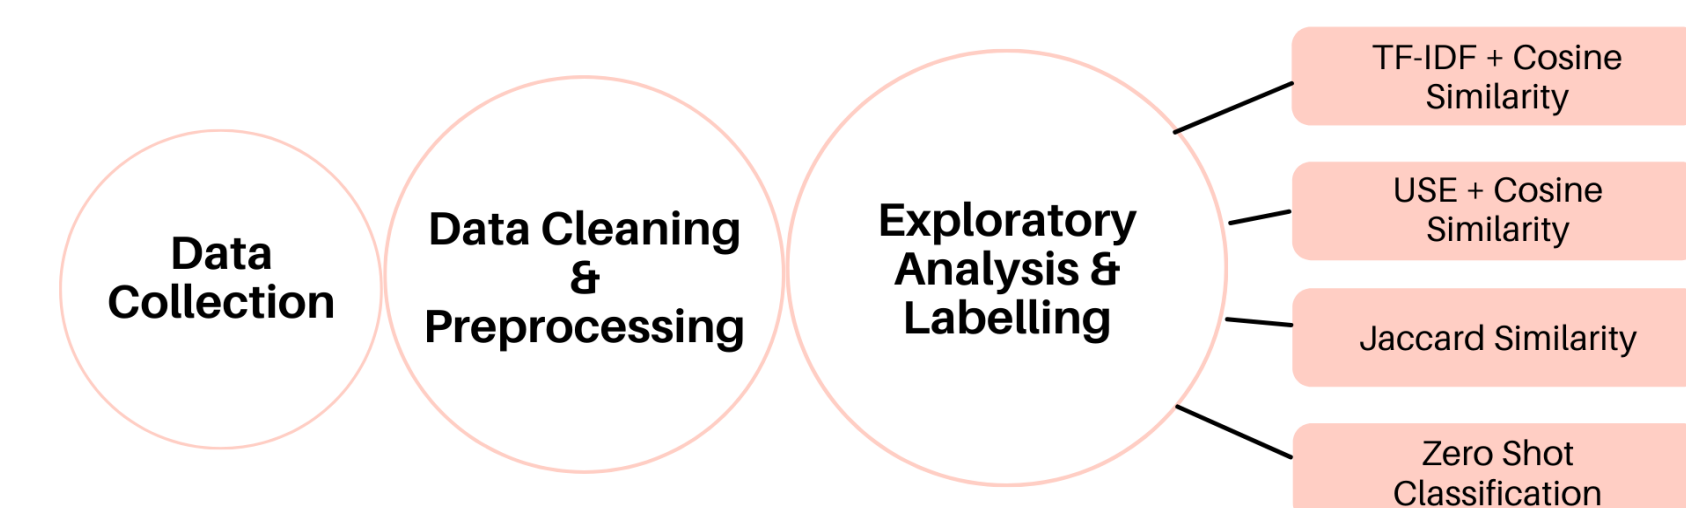 Data
Collection
Data Cleaning
&
Preprocessing
Exploratory
Analysis &
Labelling
TF-IDF + Cosine
Similarity
USE + Cosine
Similarity
Jaccard Similarity
Zero Shot
Classification